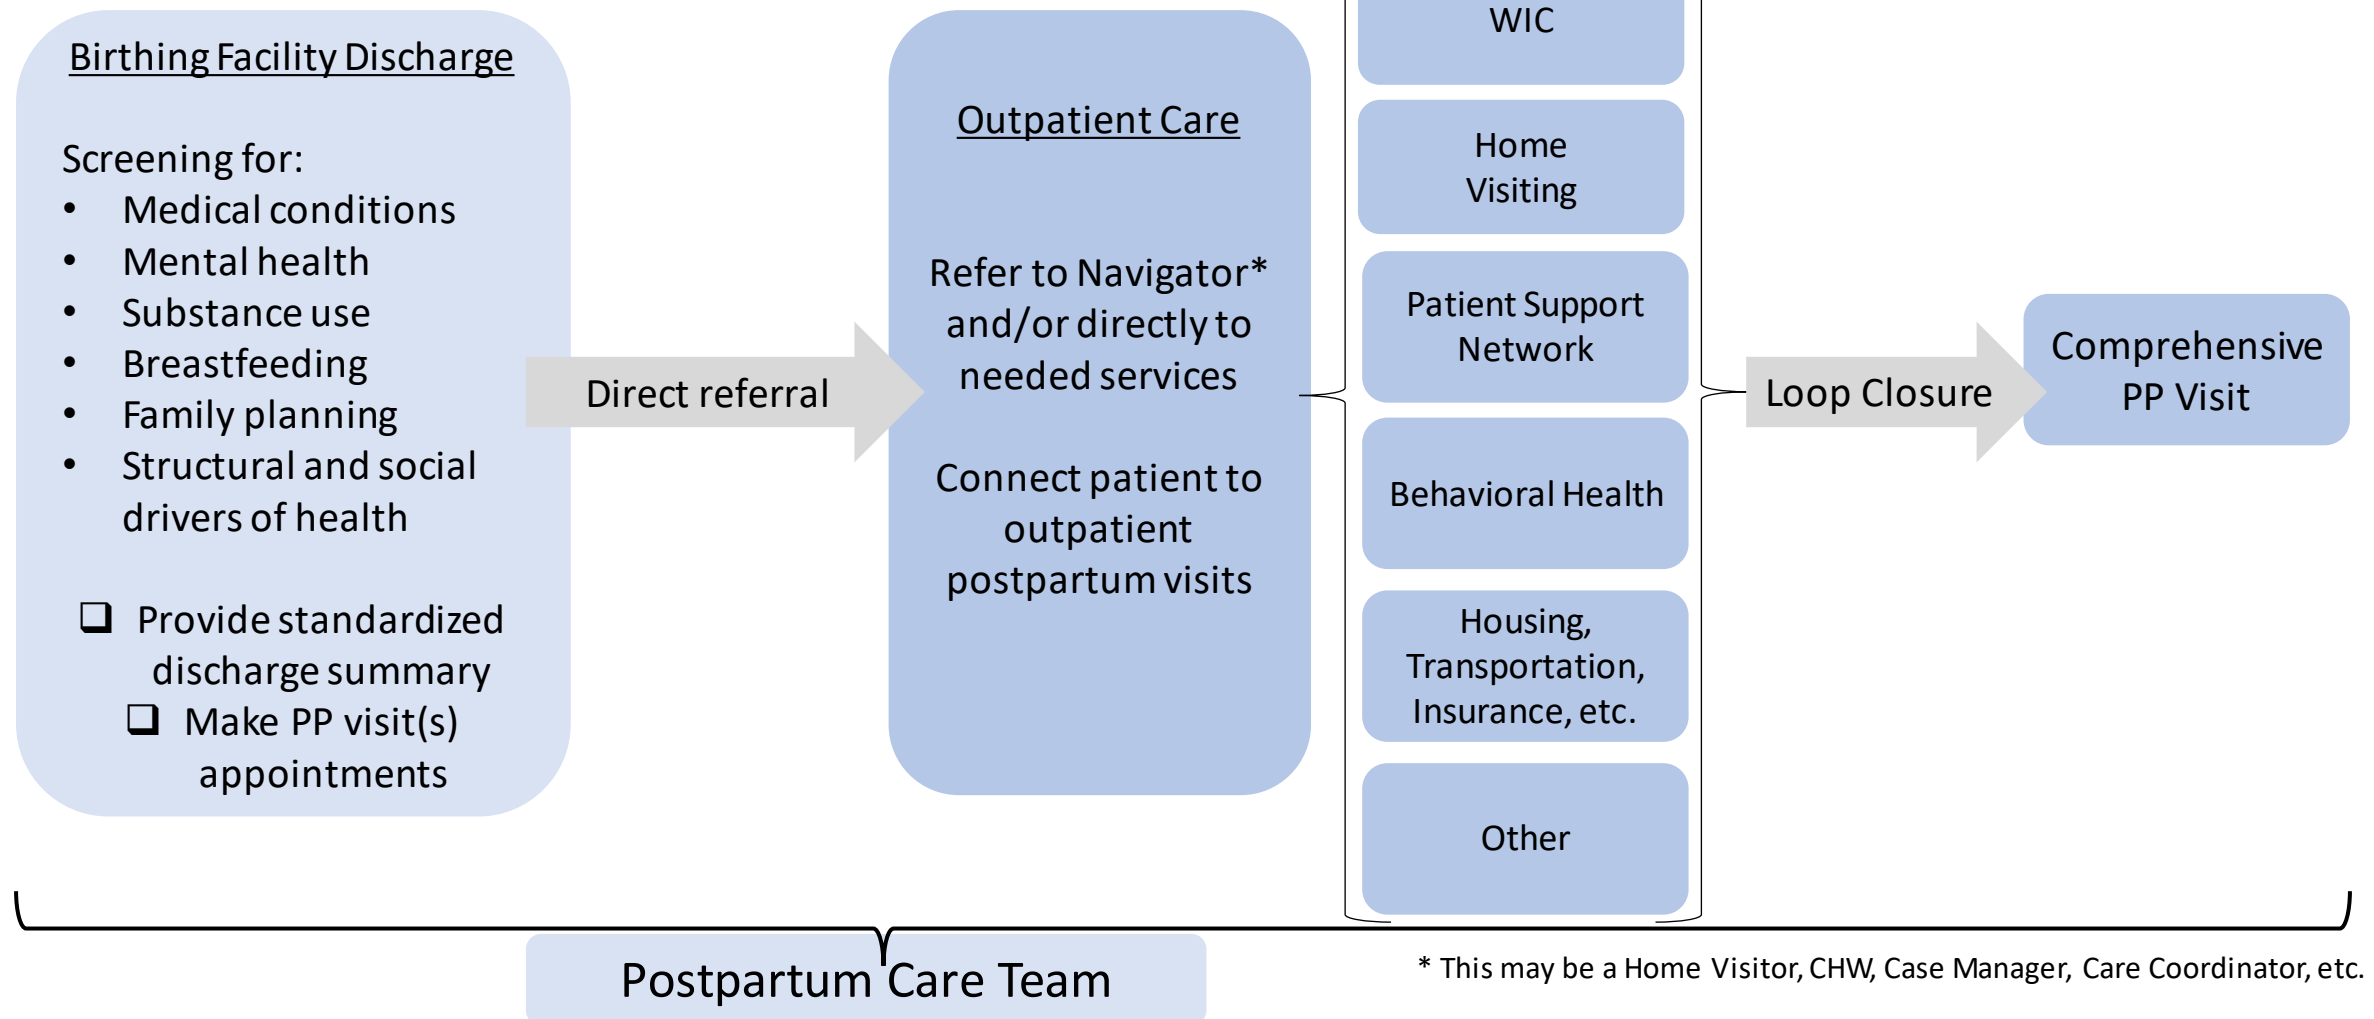 Birthing Facility Discharge
Screening for:
• Medical conditions
• Mental health
• Substance use
• Breastfeeding
• Family planning
• Structural and social
drivers of health
❑ Provide standardized
discharge summary
❑ Make PP visit(s)
appointments
Direct referral
Outpatient Care
Refer to Navigator*
and/or directly to
needed services
Connect patient to
outpatient
postpartum visits
WIC
Home
Visiting
Patient Support
Network
Behavioral Health
Housing,
Transportation,
Insurance, etc.
Other
Loop Closure
Comprehensive
PP Visit
Postpartum Care Team
* This may be a Home Visitor, CHW, Case Manager, Care Coordinator, etc.